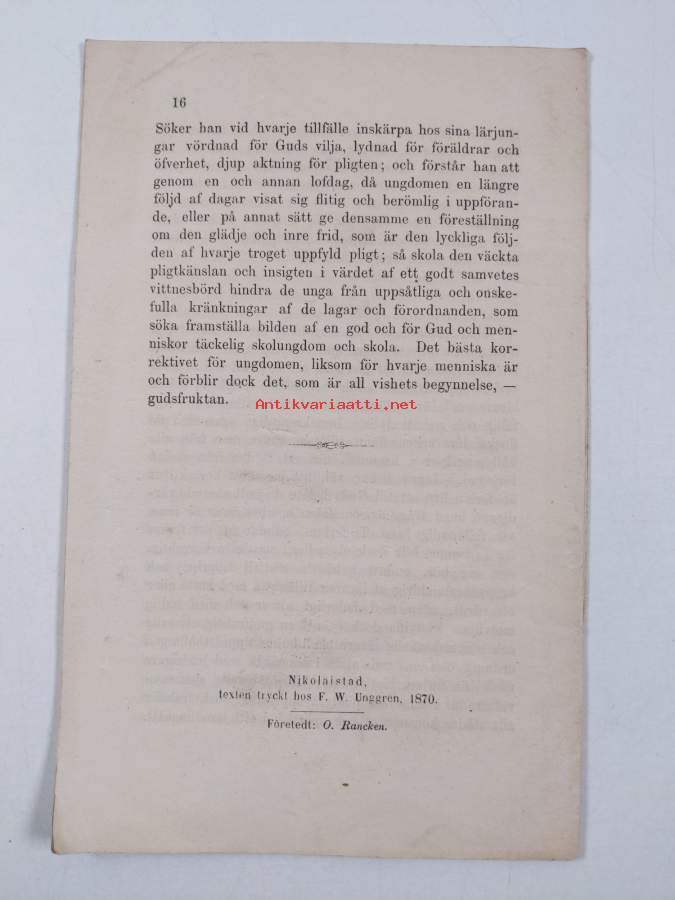 16
Söker han vid hvarje tillfälle inskärpa hos sina lärjun-
gar vördnad för Guds vilja, lydnad för föräldrar och
öfverhet, djup aktning för pligten; och förstår han att
genom en och annan lofdag, då ungdomen en längre
följd af dagar visat sig flitig och berömlig i uppföran-
de, eller på annat sätt ge densamme en föreställning
om den glädje och inre frid, som är den lyckliga följ-
den af hvarje troget uppfyld pligt; så skola den väckta
pligtkänslan och insigten i värdet af ett godt samvetes
vittnesbörd hindra de unga från uppsåtliga och onske-
fulla kränkningar af de lagar och förordnanden, som
söka framställa bilden af en god och för Gud och men-
niskor täckelig skolungdom och skola. Det bästa kor-
rektivet för ungdomen, liksom för hvarje menniska är
och förblir dock det, som är all vishets begynnelse, —
gudsfruktan.
Antikvariaatti.net
Nikolaistad,
texten tryckt hos F. W. Unggren, 1870.
Företedt: O. Rancken.